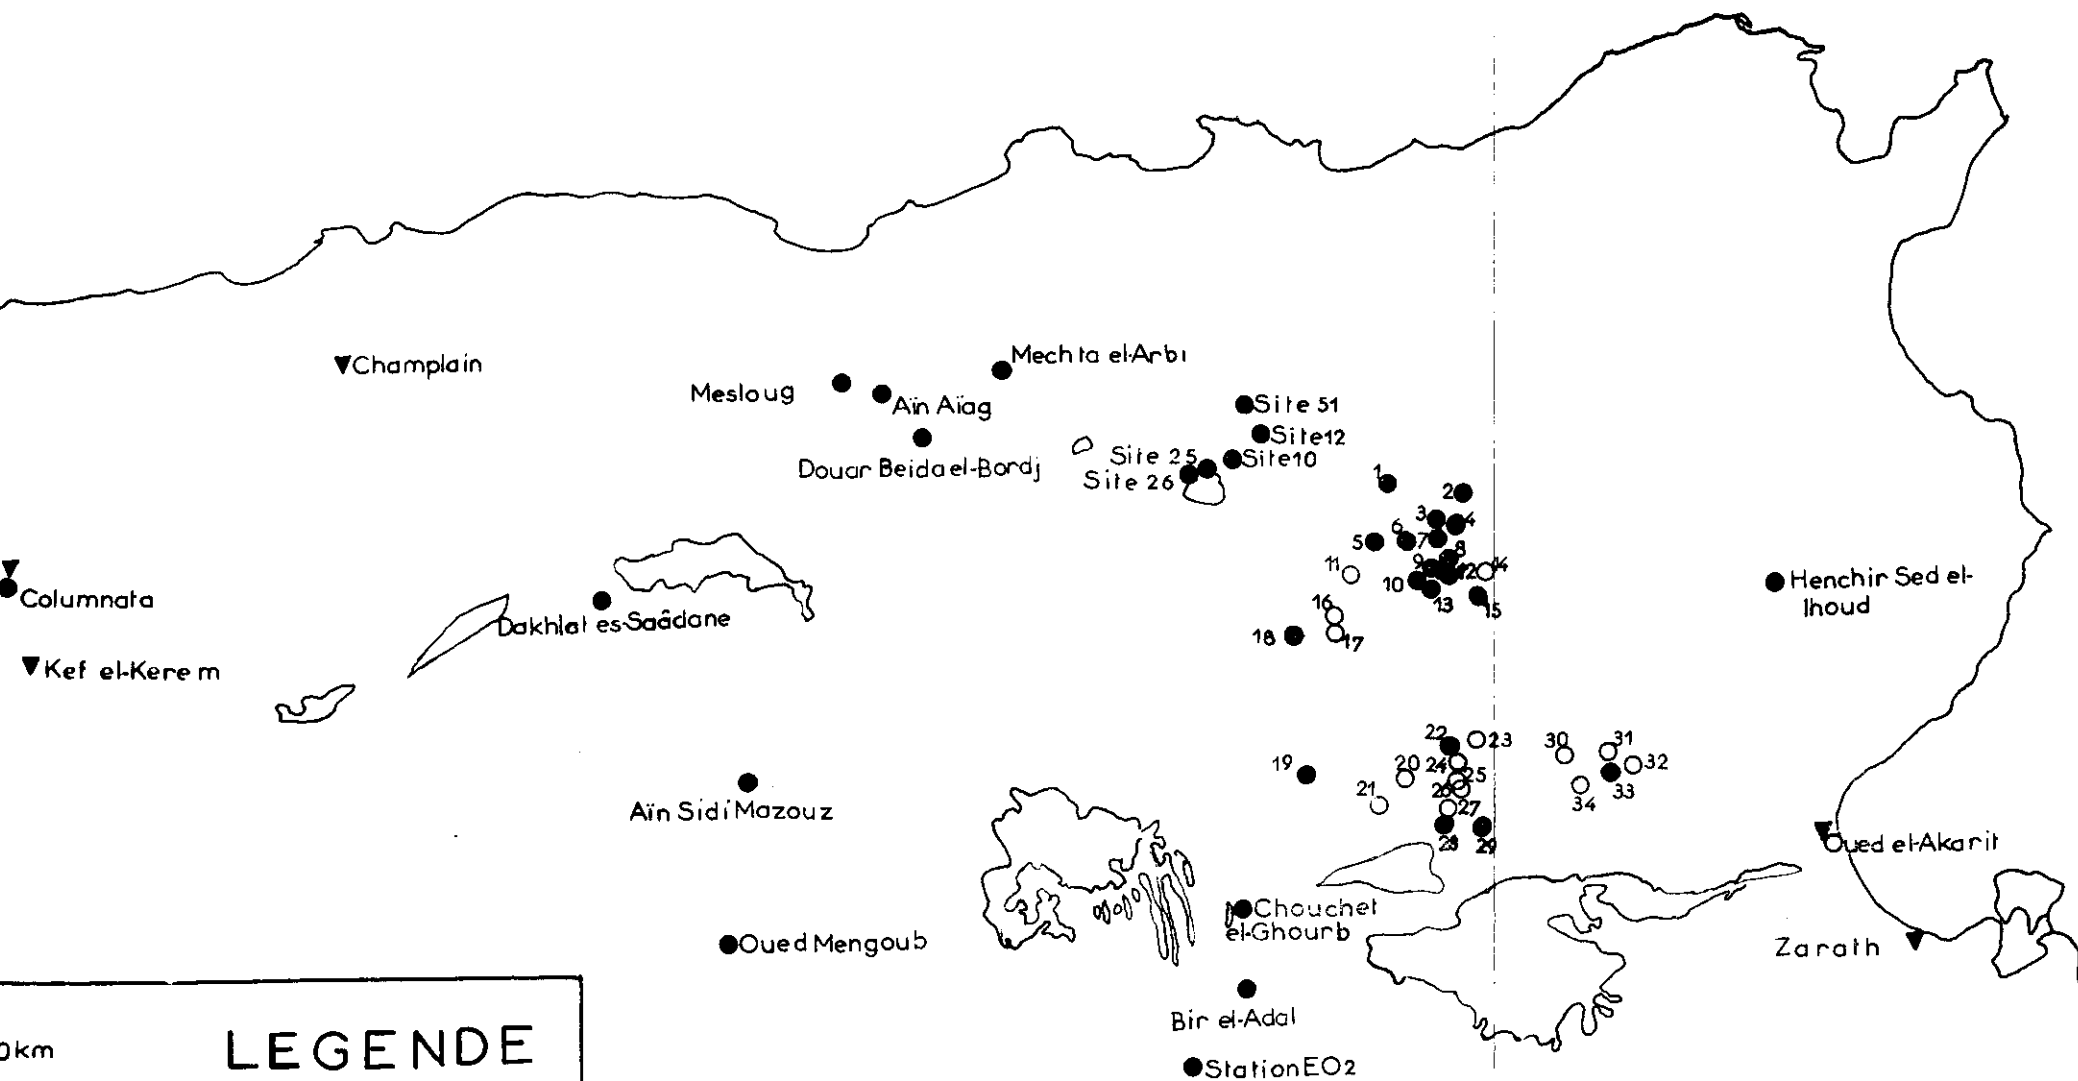 Champlain
Mechta el-Arbi
Mesloug
Aïn Aïag
Site 51
Site12
Douar Beida el-Bordj
Site 25
Site10
Site 26
1
2
3
4
6
7
5
8
9
11
12
14
10
13
15
Columnata
Dakhlat es-Saâdane
16
17
18
Henchir Sed el-
Ihoud
Kef el-Kerem
22
23
30
31
19
20
24
25
32
21
26
27
34
33
28
29
Aïn Sidi Mazouz
Oued el-Akarit
Chouchet
el-Ghourb
Oued Mengoub
Zarath
Bir el-Adal
0km
LEGENDE
Station EO2